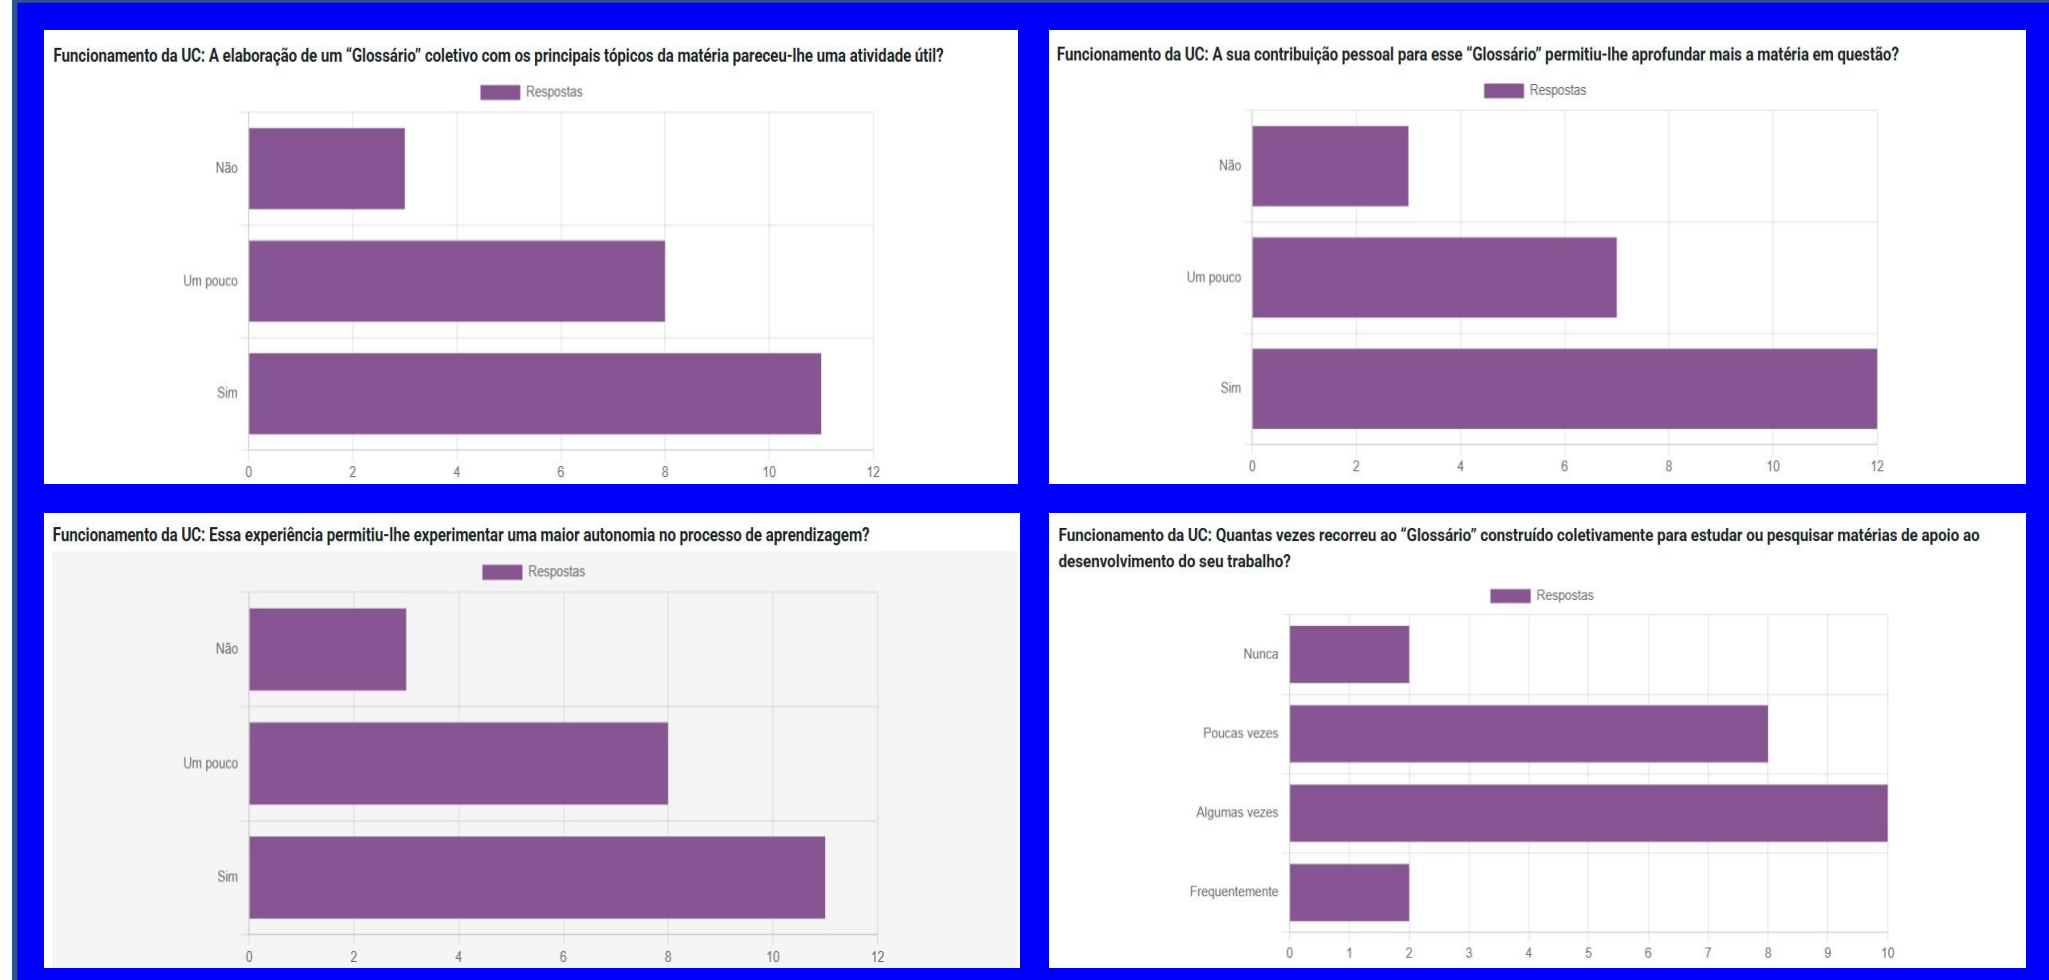 Funcionamento da UC: A elaboração de um “Glossário” coletivo com os principais tópicos da matéria pareceu-lhe uma atividade útil?
Respostas
Não
Um pouco
Sim
0 2 4 6 8 10 12
Funcionamento da UC: A sua contribuição pessoal para esse “Glossário” permitiu-lhe aprofundar mais a matéria em questão?
Respostas
Não
Um pouco
Sim
0 2 4 6 8 10 12
Funcionamento da UC: Essa experiência permitiu-lhe experimentar uma maior autonomia no processo de aprendizagem?
Respostas
Não
Um pouco
Sim
0 2 4 6 8 10 12
Funcionamento da UC: Quantas vezes recorreu ao “Glossário” construído coletivamente para estudar ou pesquisar matérias de apoio ao
desenvolvimento do seu trabalho?
Respostas
Nunca
Poucas vezes
Algumas vezes
Frequentemente
0 1 2 3 4 5 6 7 8 9 10